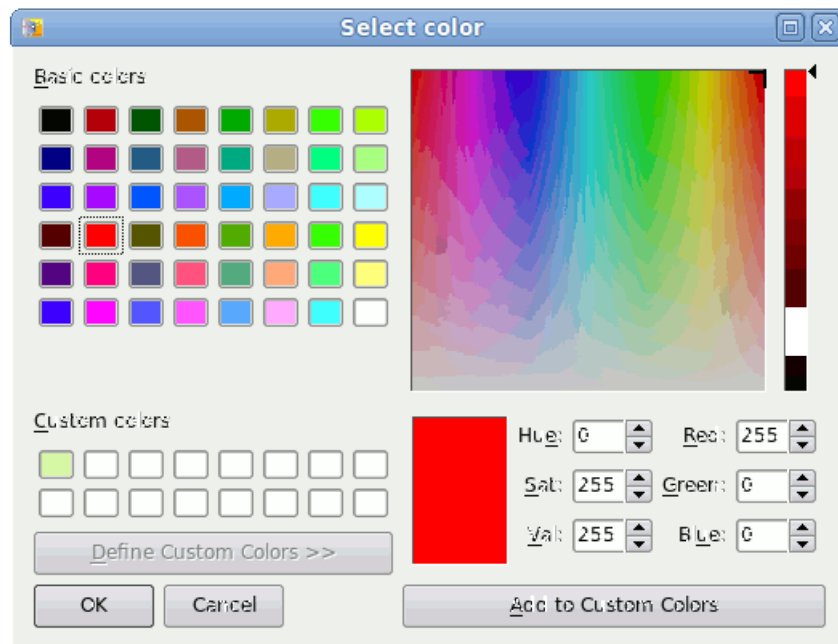 Select color
Basic colors
Custom colors
Hue: 0 Red: 255
Sat: 255 Green: 0
Val: 255 Blue: 0
Define Custom Colors >>
OK Cancel Add to Custom Colors